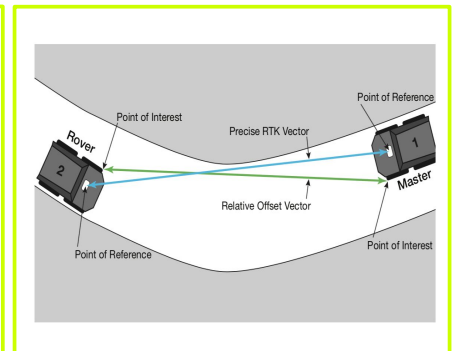 Point of Reference
Point of Interest
Precise RTK Vector
1
Rover
2
Master
Relative Offset Vector
Point of Interest
Point of Reference